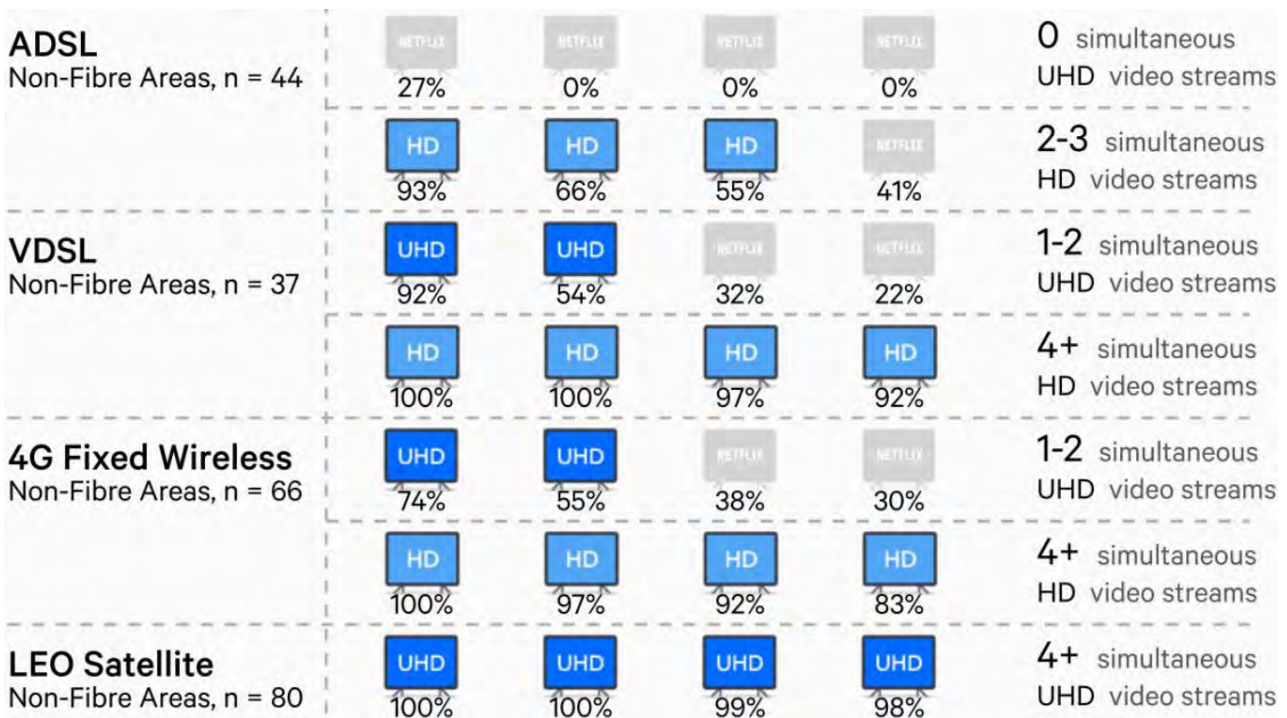 ADSL
Non-Fibre Areas, n = 44
NETFLIX NETFLIX NETFLIX NETFLIX
27% 0% 0% 0%
0 simultaneous
UHD video streams
HD HD HD NETFLIX
93% 66% 55% 41%
2-3 simultaneous
HD video streams
VDSL
Non-Fibre Areas, n = 37
UHD UHD NETFLIX NETFLIX
92% 54% 32% 22%
1-2 simultaneous
UHD video streams
HD HD HD HD
100% 100% 97% 92%
4+ simultaneous
HD video streams
4G Fixed Wireless
Non-Fibre Areas, n = 66
UHD UHD NETFLIX NETFLIX
74% 55% 38% 30%
1-2 simultaneous
UHD video streams
HD HD HD HD
100% 97% 92% 83%
4+ simultaneous
HD video streams
LEO Satellite
Non-Fibre Areas, n = 80
UHD UHD UHD UHD
100% 100% 99% 98%
4+ simultaneous
UHD video streams